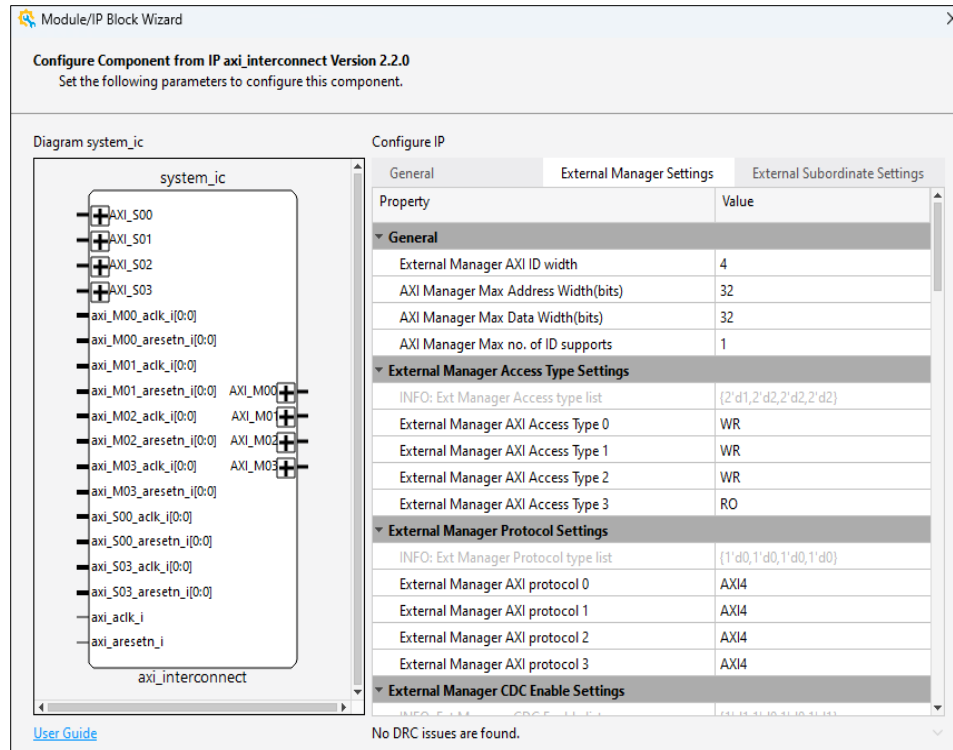 Module/IP Block Wizard
Configure Component from IP axi_interconnect Version 2.2.0
Set the following parameters to configure this component.
Diagram system_ic
system_ic
AXI_S00
AXI_S01
AXI_S02
AXI_S03
axi_M00_aclk_i[0:0]
axi_M00_aresetn_i[0:0]
axi_M01_aclk_i[0:0]
axi_M01_aresetn_i[0:0] AXI_M00
axi_M02_aclk_i[0:0] AXI_M01
axi_M02_aresetn_i[0:0] AXI_M02
axi_M03_aclk_i[0:0] AXI_M03
axi_M03_aresetn_i[0:0]
axi_S00_aclk_i[0:0]
axi_S00_aresetn_i[0:0]
axi_S03_aclk_i[0:0]
axi_S03_aresetn_i[0:0]
axi_aclk_i
axi_aresetn_i
axi_interconnect
User Guide
Configure IP
General External Manager Settings External Subordinate Settings
Property Value
General
External Manager AXI ID width 4
AXI Manager Max Address Width(bits) 32
AXI Manager Max Data Width(bits) 32
AXI Manager Max no. of ID supports 1
External Manager Access Type Settings
INFO: Ext Manager Access type list {2'd1,2'd2,2'd2,2'd2}
External Manager AXI Access Type 0 WR
External Manager AXI Access Type 1 WR
External Manager AXI Access Type 2 WR
External Manager AXI Access Type 3 RO
External Manager Protocol Settings
INFO: Ext Manager Protocol type list {1'd0,1'd0,1'd0,1'd0}
External Manager AXI protocol 0 AXI4
External Manager AXI protocol 1 AXI4
External Manager AXI protocol 2 AXI4
External Manager AXI protocol 3 AXI4
External Manager CDC Enable Settings
No DRC issues are found.